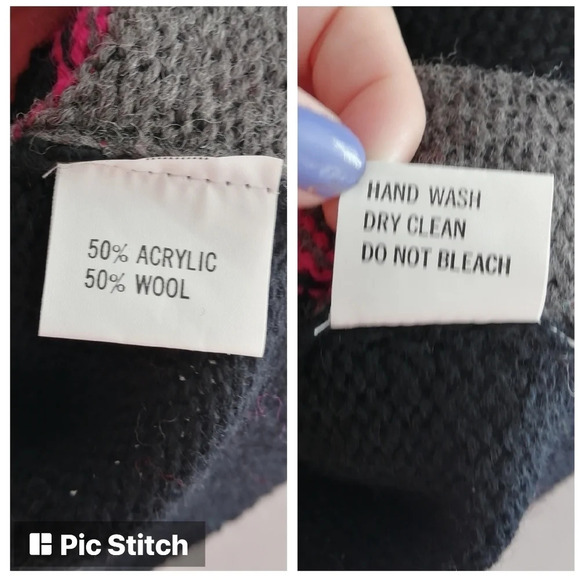 50% ACRYLIC
50% WOOL
HAND WASH
DRY CLEAN
DO NOT BLEACH
Pic Stitch